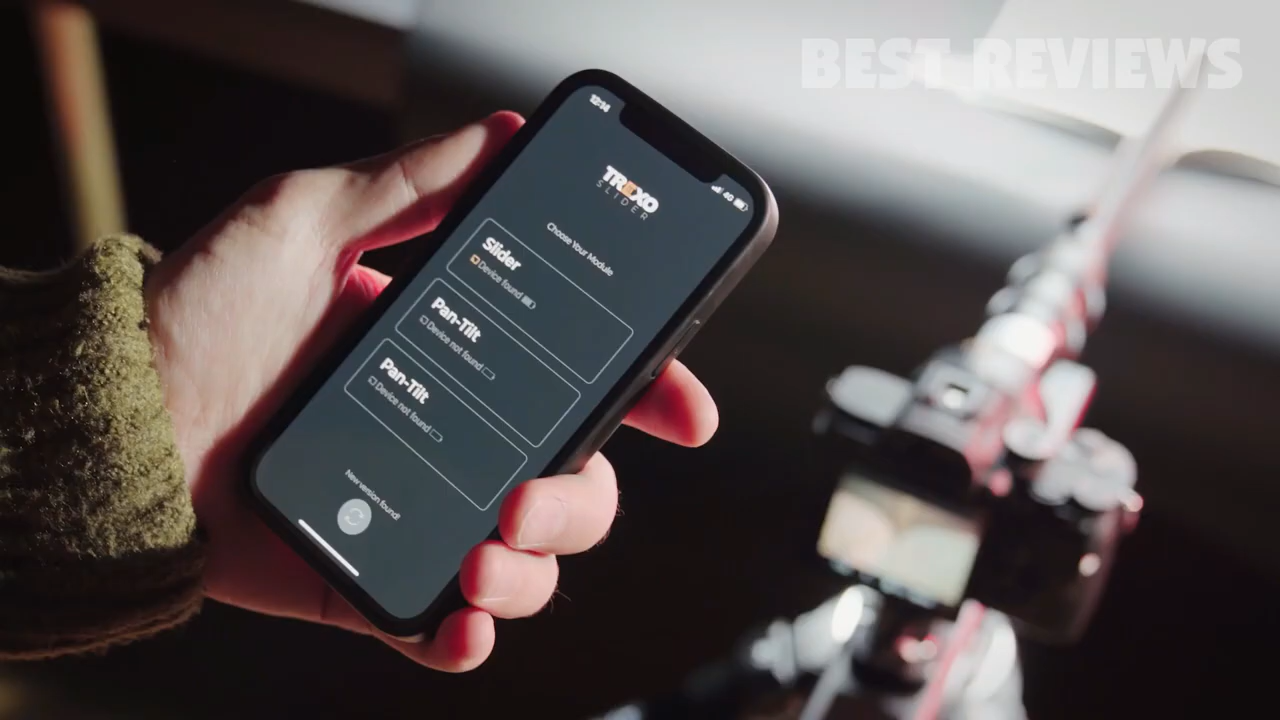 BEST REVIEWS
12:14
4G
TREXO
SLIDER
Choose Your Module
Slider
Device found
Pan-Tilt
Device not found
Pan-Tilt
Device not found
New version found!